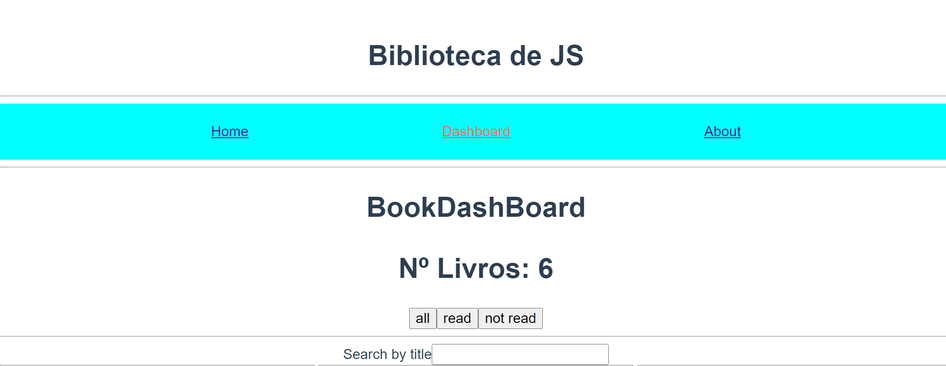 Biblioteca de JS
Home Dashboard About
BookDashBoard
Nº Livros: 6
all read not read
Search by title